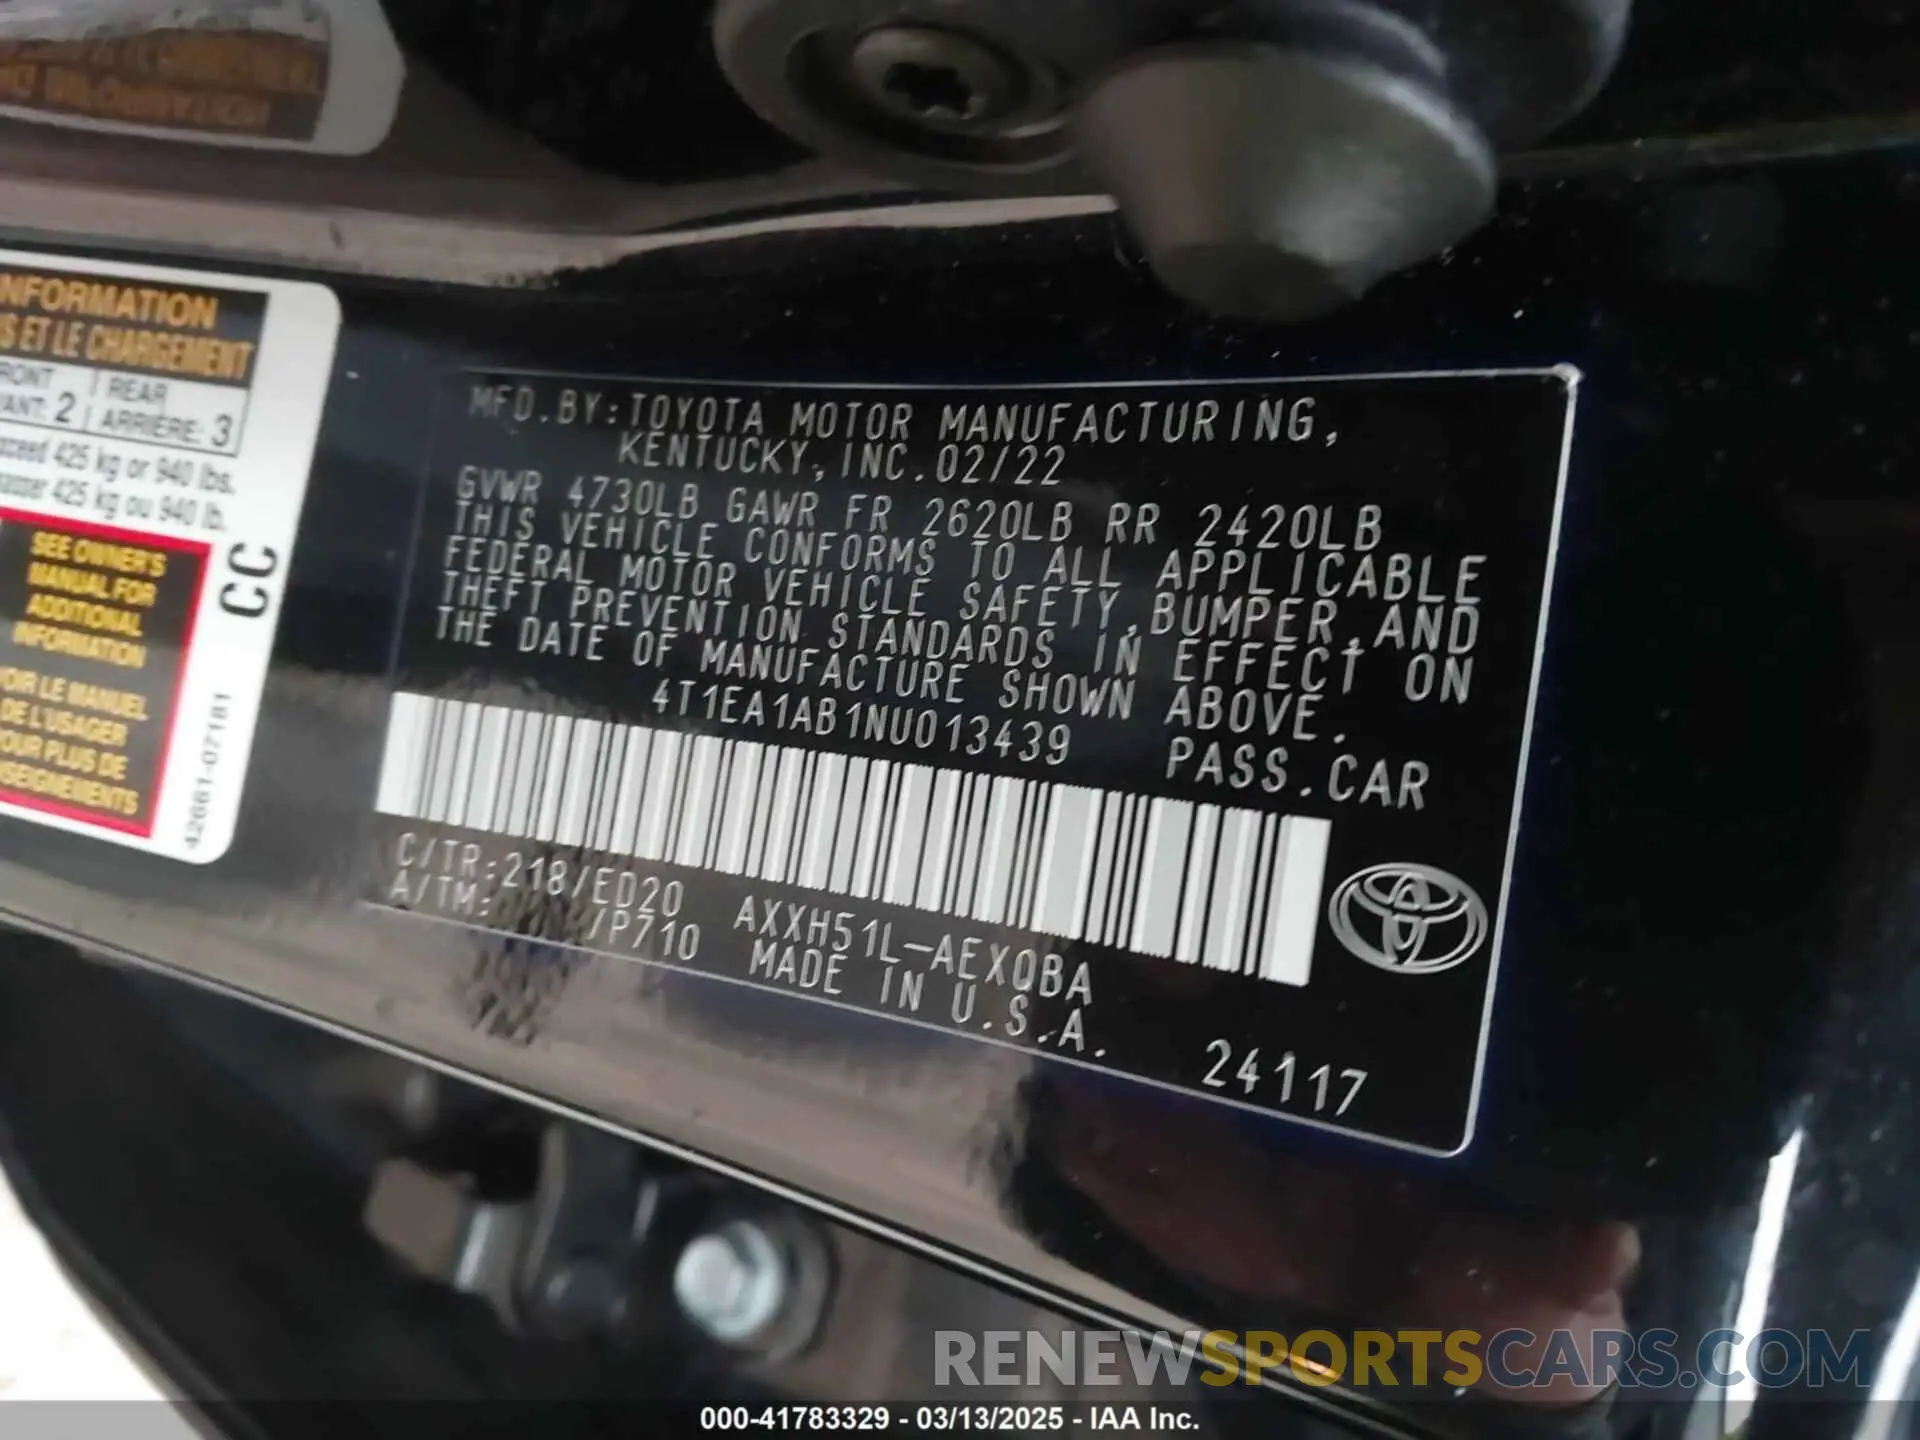 INFORMATION
ET LE CHARGEMENT
REAR
2 ARRIERE: 3
425 kg or 940 lbs.
425 kg ou 940 lb.
SEE OWNER'S
MANUAL FOR
ADDITIONAL
INFORMATION
VOIR LE MANUEL
DE L'USAGER
POUR PLUS DE
CC
42661-07181
MFD.BY:TOYOTA MOTOR MANUFACTURING,
KENTUCKY,INC.02/22
GVWR 4730LB GAWR FR 2620LB RR 2420LB
THIS VEHICLE CONFORMS TO ALL APPLICABLE
FEDERAL MOTOR VEHICLE SAFETY,BUMPER,AND
THEFT PREVENTION STANDARDS IN EFFECT ON
THE DATE OF MANUFACTURE SHOWN ABOVE.
4T1EA1AB1NU013439 PASS.CAR
C/TR:218/ED20 AXXH51L-AEXQBA
A/TM: /P710 MADE IN U.S.A.
24117
RENEWSPORTSCARS.COM
000-41783329 - 03/13/2025 - IAA Inc.